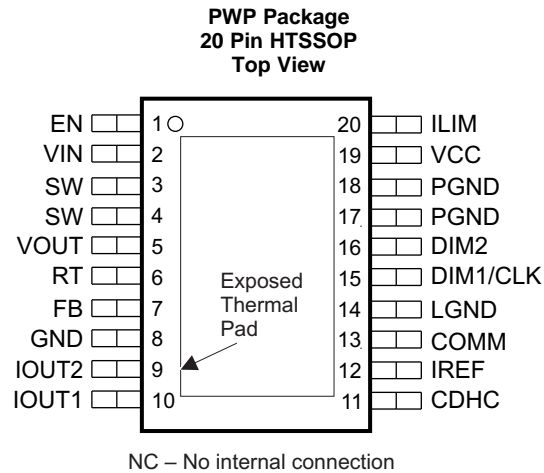 PWP Package
20 Pin HTSSOP
Top View
EN 1 20 ILIM
VIN 2 19 VCC
SW 3 18 PGND
SW 4 17 PGND
VOUT 5 16 DIM2
RT 6 15 DIM1/CLK
FB 7 14 LGND
GND 8 13 COMM
IOUT2 9 12 IREF
IOUT1 10 11 CDHC
Exposed
Thermal
Pad
NC – No internal connection